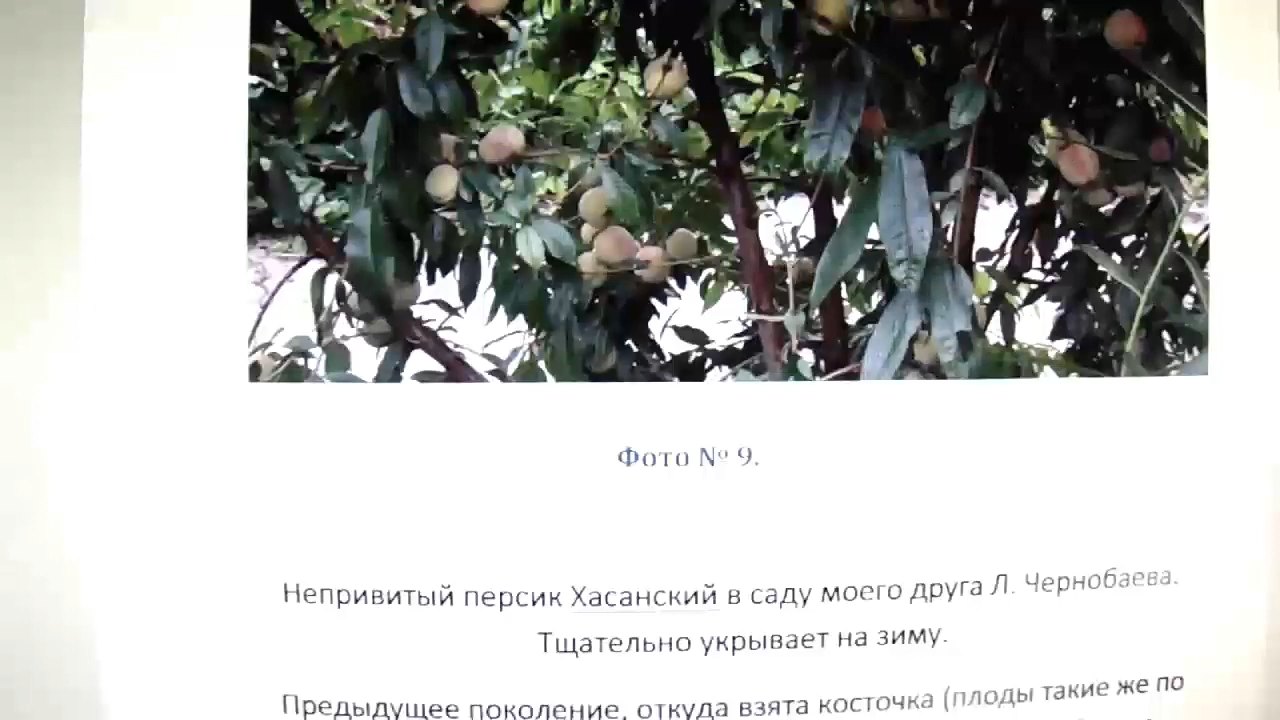 Фото № 9.
Непривитый персик Хасанский в саду моего друга Л. Чернобаева.
Тщательно укрывает на зиму.
Предыдущее поколение, откуда взята косточка (плоды такие же по